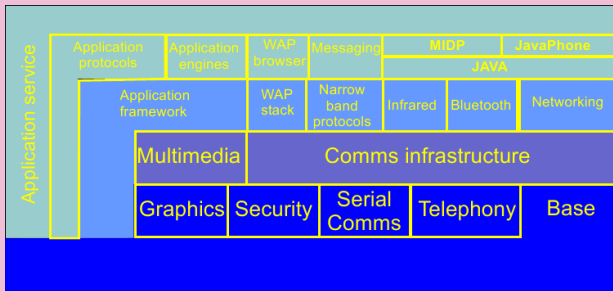 Application service
Application
protocols
Application
engines
WAP
browser
Messaging
MIDP
JavaPhone
JAVA
Application
framework
WAP
stack
Narrow
band
protocols
Infrared
Bluetooth
Networking
Multimedia
Comms infrastructure
Graphics
Security
Serial
Comms
Telephony
Base